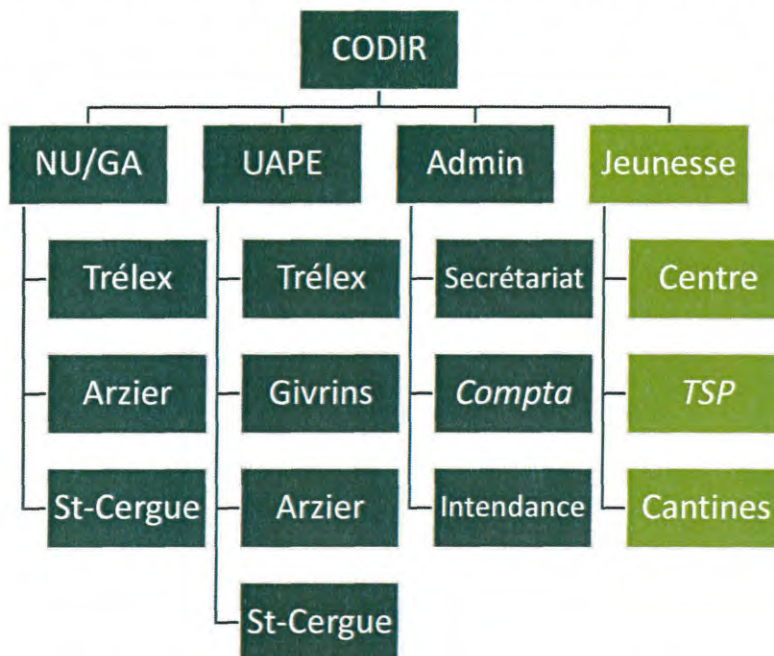 CODIR
NU/GA
UAPE
Admin
Jeunesse
Trélex
Trélex
Secrétariat
Centre
Arzier
Givrins
Compta
TSP
St-Cergue
Arzier
Intendance
Cantines
St-Cergue